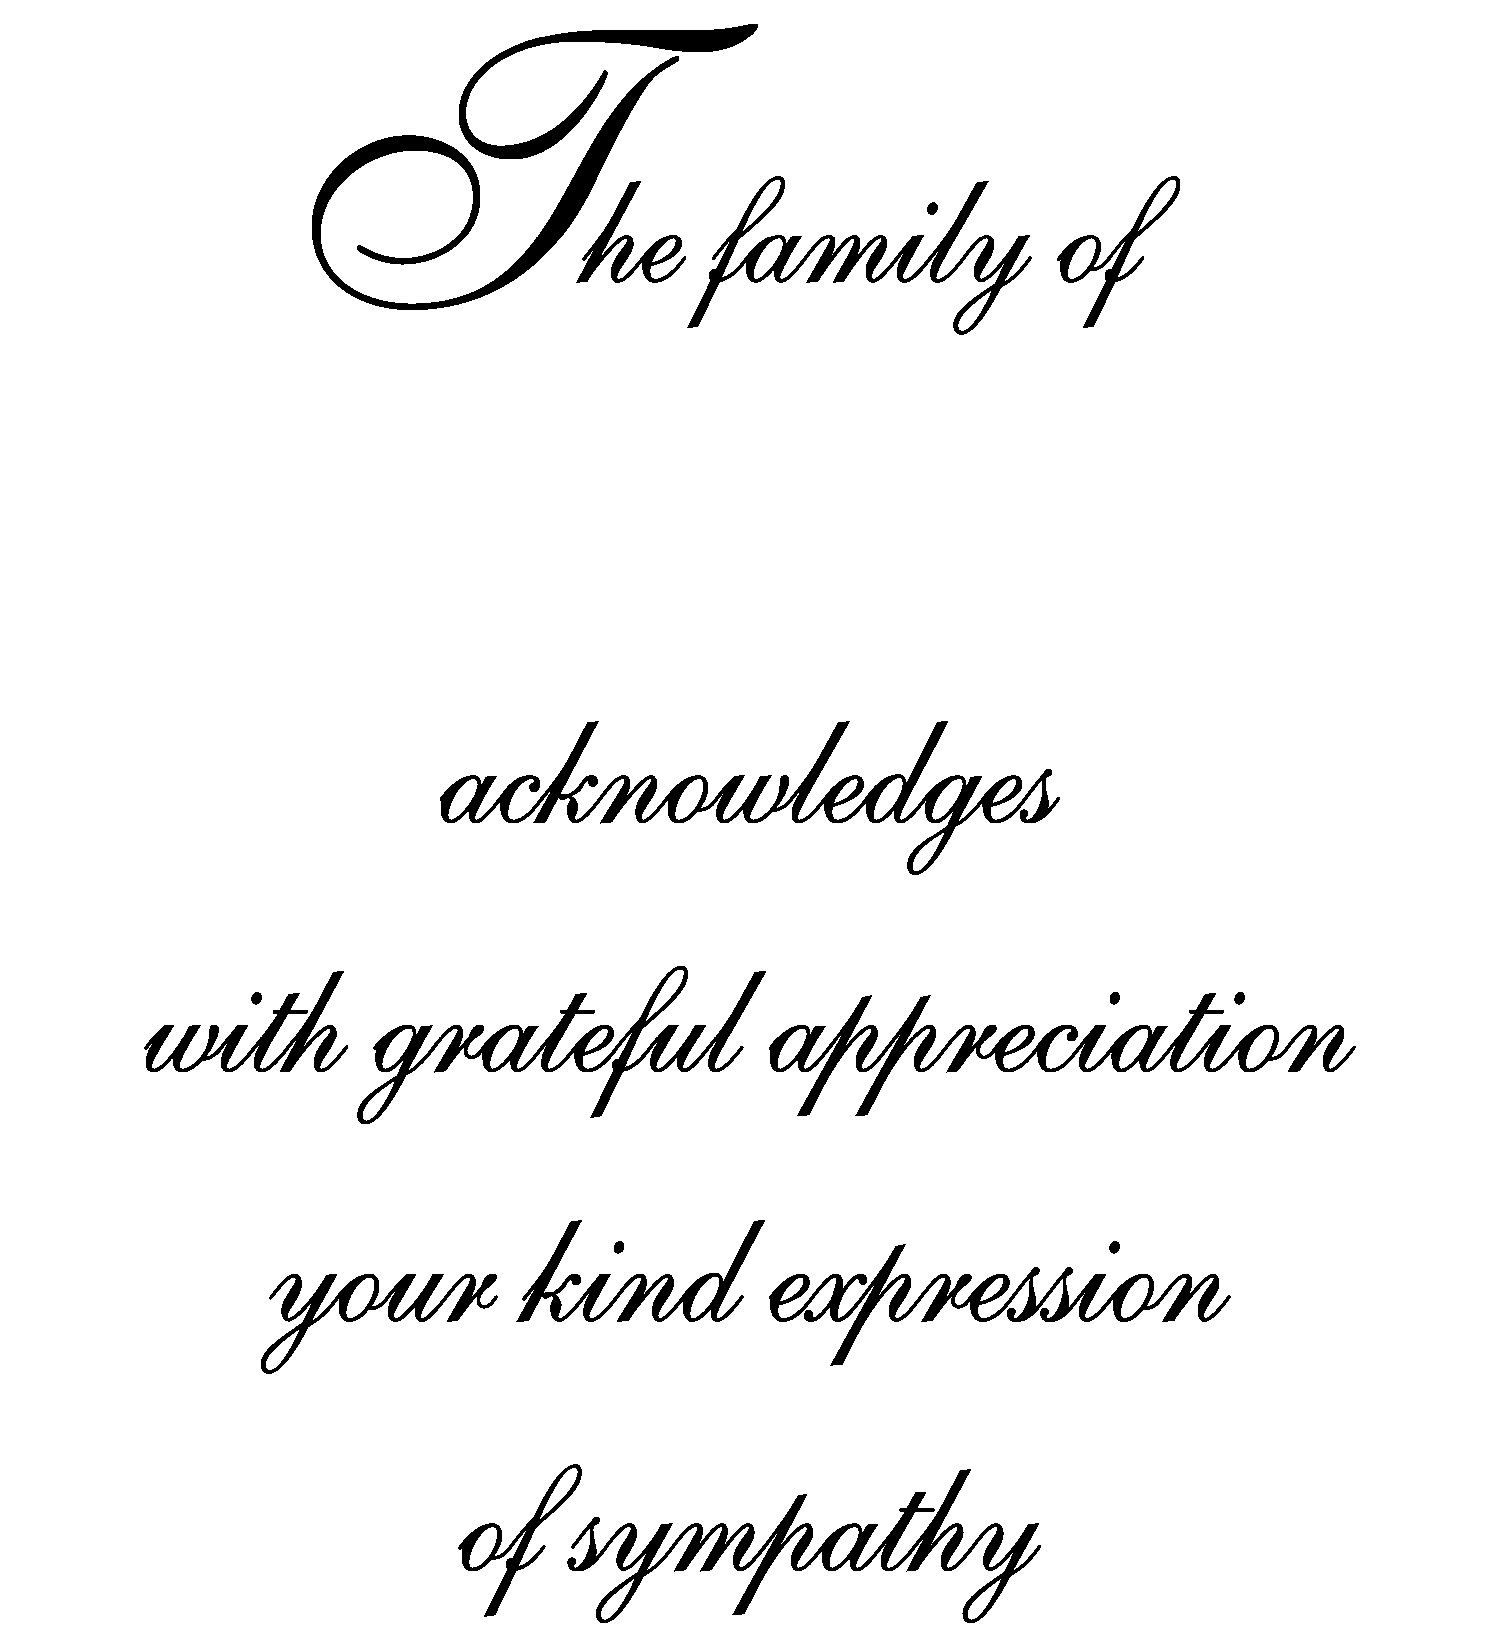 The family of
acknowledges
with grateful appreciation
your kind expression
of sympathy